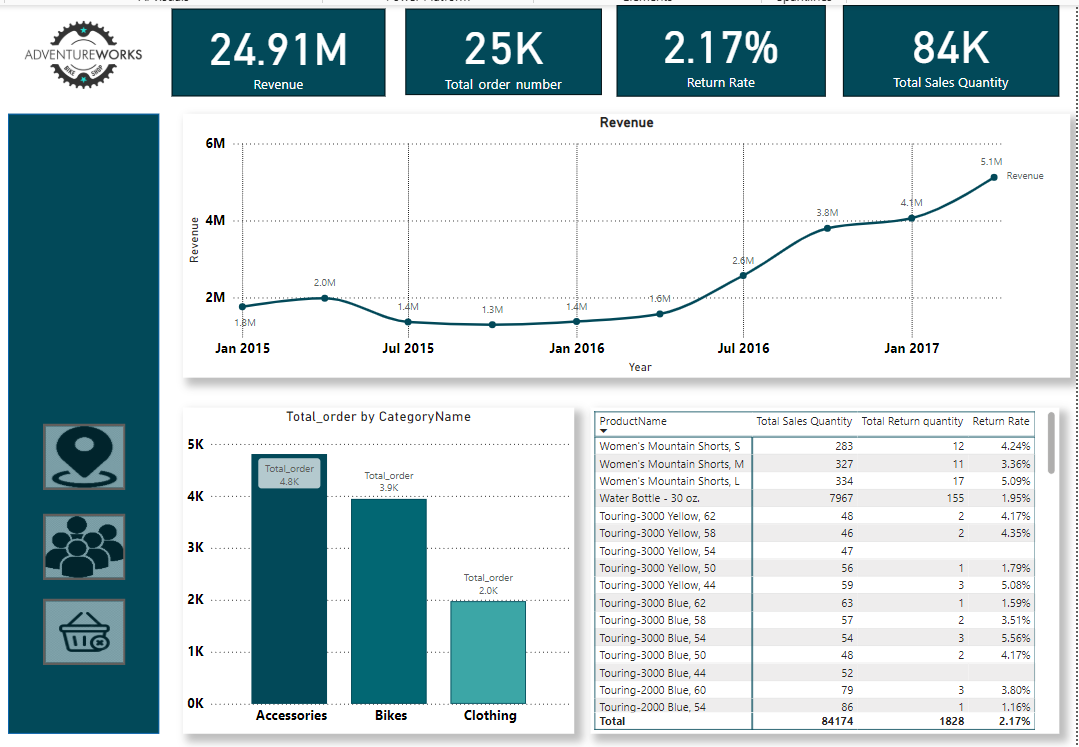 ADVENTUREWORKS
BIKE SHOP
24.91M
Revenue
25K
Total order number
2.17%
Return Rate
84K
Total Sales Quantity
Revenue
6M
4M
2M
Revenue
1.8M
2.0M
1.4M
1.3M
1.4M
1.6M
2.6M
3.8M
4.1M
5.1M
Revenue
Jan 2015
Jul 2015
Jan 2016
Jul 2016
Jan 2017
Year
Total_order by CategoryName
5K
4K
3K
2K
1K
0K
Total_order
4.8K
Total_order
3.9K
Total_order
2.0K
Accessories
Bikes
Clothing
ProductName Total Sales Quantity Total Return quantity Return Rate
Women's Mountain Shorts, S 283 12 4.24%
Women's Mountain Shorts, M 327 11 3.36%
Women's Mountain Shorts, L 334 17 5.09%
Water Bottle - 30 oz. 7967 155 1.95%
Touring-3000 Yellow, 62 48 2 4.17%
Touring-3000 Yellow, 58 46 2 4.35%
Touring-3000 Yellow, 54 47
Touring-3000 Yellow, 50 56 1 1.79%
Touring-3000 Yellow, 44 59 3 5.08%
Touring-3000 Blue, 62 63 1 1.59%
Touring-3000 Blue, 58 57 2 3.51%
Touring-3000 Blue, 54 54 3 5.56%
Touring-3000 Blue, 50 48 2 4.17%
Touring-3000 Blue, 44 52
Touring-2000 Blue, 60 79 3 3.80%
Touring-2000 Blue, 54 86 1 1.16%
Total 84174 1828 2.17%